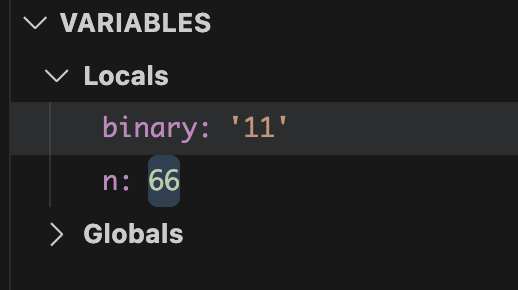 VARIABLES
Locals
binary: '11'
n: 66
Globals